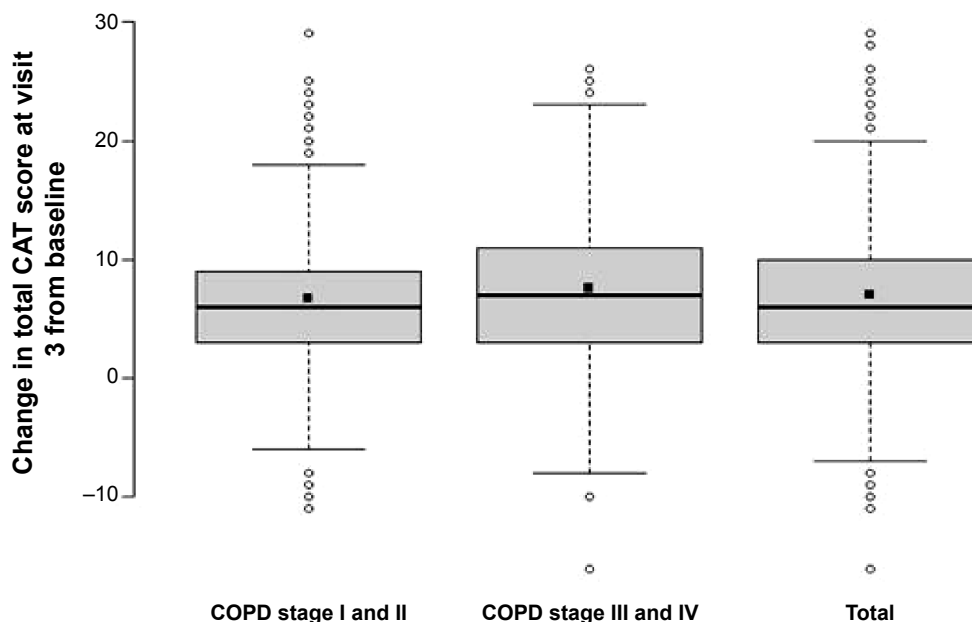 Change in total CAT score at visit
3 from baseline
30
20
10
0
–10
COPD stage I and II
COPD stage III and IV
Total